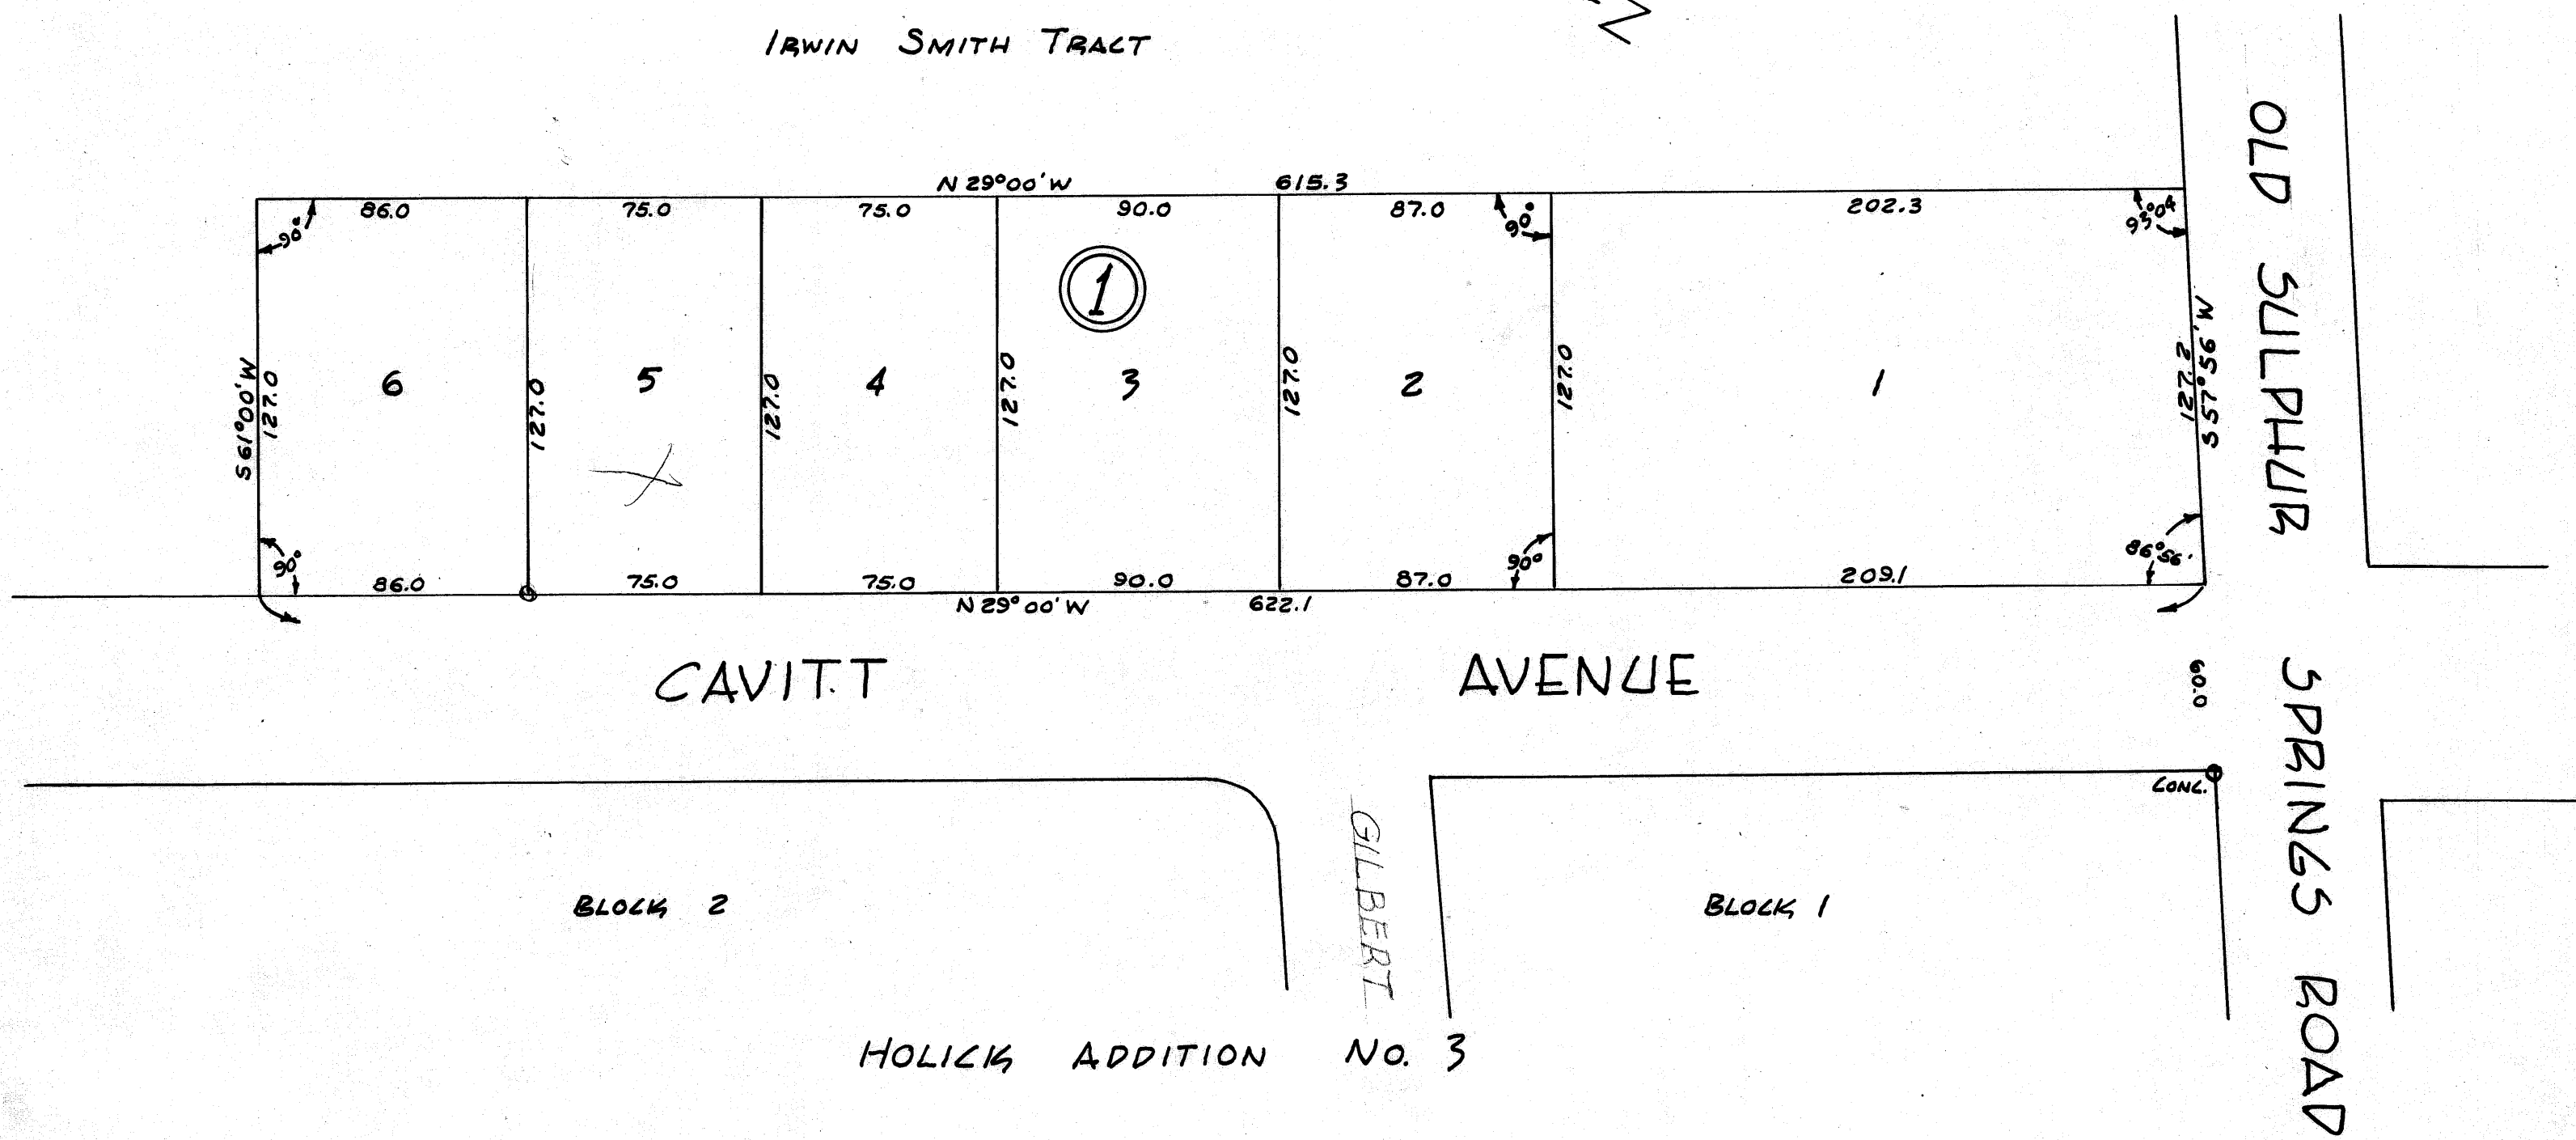 IRWIN SMITH TRACT
N 29°00' W 615.3
86.0 75.0 75.0 90.0 87.0 202.3
90° 90° 93°04'
1
S 61°00' W
127.0
6
127.0
5
127.0
4
127.0
3
127.0
2
127.0
1
127.2
S 57°56' W
90° 90° 86°56'
86.0 75.0 75.0 90.0 87.0 209.1
N 29°00' W 622.1
CAVITT AVENUE
60.0
CONC.
GILBERT
BLOCK 2 BLOCK 1
HOLICK ADDITION NO. 3
OLD SULPHUR SPRINGS ROAD